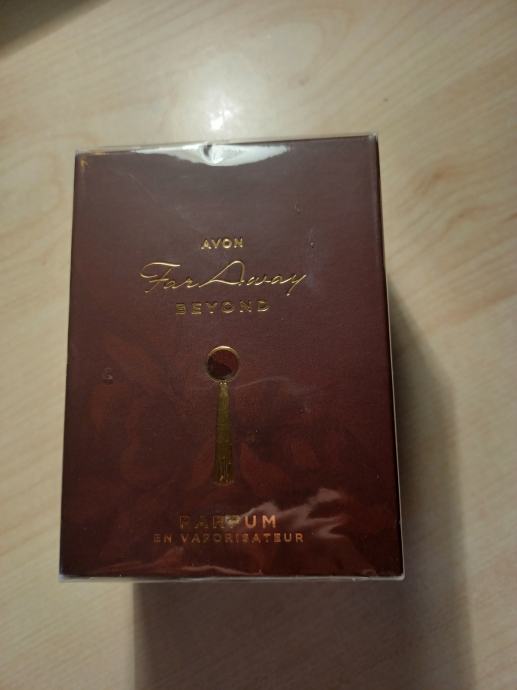 AVON
Far Away
BEYOND
PARFUM
EN VAPORISATEUR